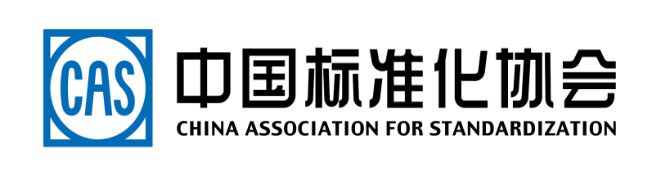 CAS
中国标准化协会
CHINA ASSOCIATION FOR STANDARDIZATION